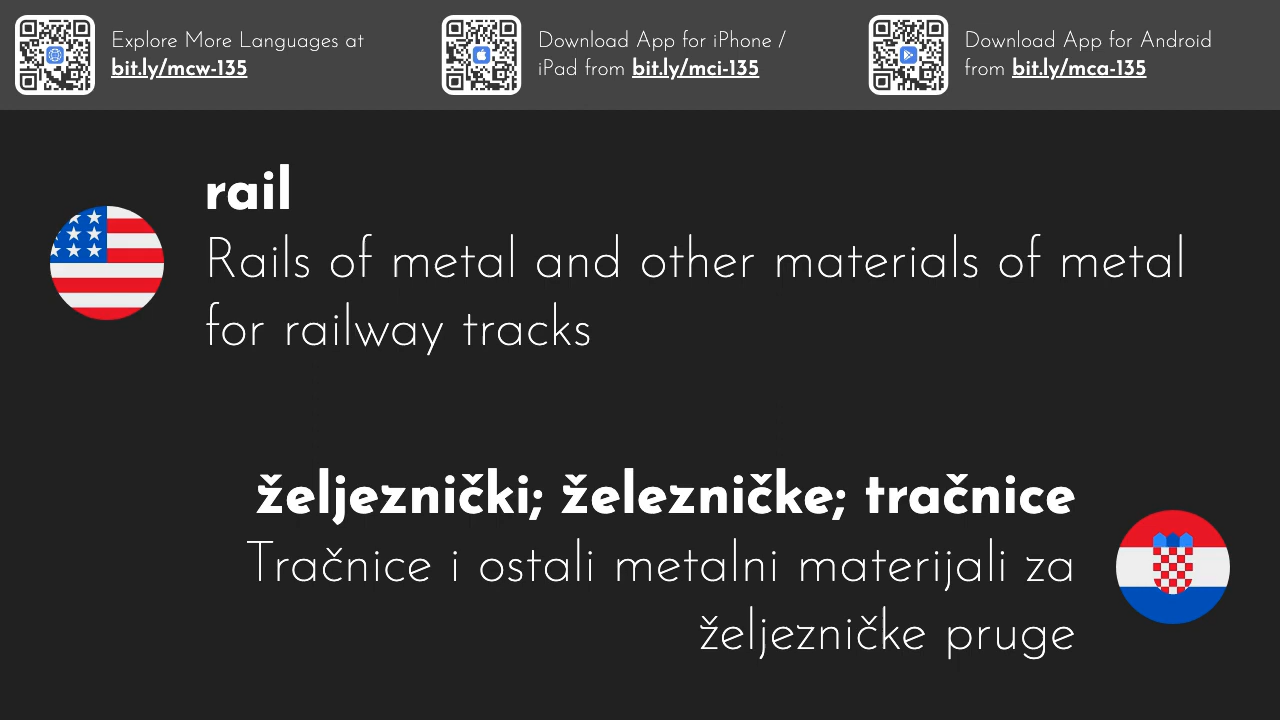 Explore More Languages at
bit.ly/mcw-135
Download App for iPhone /
iPad from bit.ly/mci-135
Download App for Android
from bit.ly/mca-135
rail
Rails of metal and other materials of metal
for railway tracks
željeznički; železničke; tračnice
Tračnice i ostali metalni materijali za
željezničke pruge